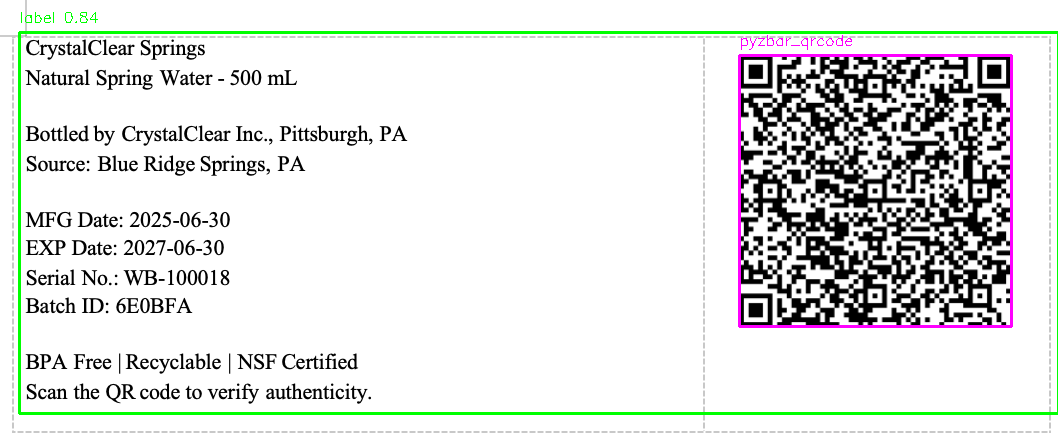 label 0.84
CrystalClear Springs
Natural Spring Water - 500 mL
Bottled by CrystalClear Inc., Pittsburgh, PA
Source: Blue Ridge Springs, PA
MFG Date: 2025-06-30
EXP Date: 2027-06-30
Serial No.: WB-100018
Batch ID: 6E0BFA
BPA Free | Recyclable | NSF Certified
Scan the QR code to verify authenticity.
pyzbar_qrcode